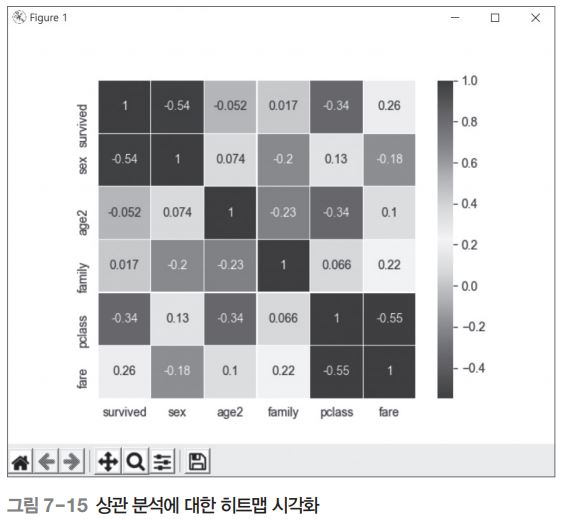 Figure 1
1.0
survived 1 -0.54 -0.052 0.017 -0.34 0.26
0.8
sex -0.54 1 0.074 -0.2 0.13 -0.18
0.6
age2 -0.052 0.074 1 -0.23 -0.34 0.1
0.4
0.2
family 0.017 -0.2 -0.23 1 0.066 0.22
0.0
pclass -0.34 0.13 -0.34 0.066 1 -0.55
-0.2
fare 0.26 -0.18 0.1 0.22 -0.55 1
-0.4
survived sex age2 family pclass fare
그림 7-15 상관 분석에 대한 히트맵 시각화